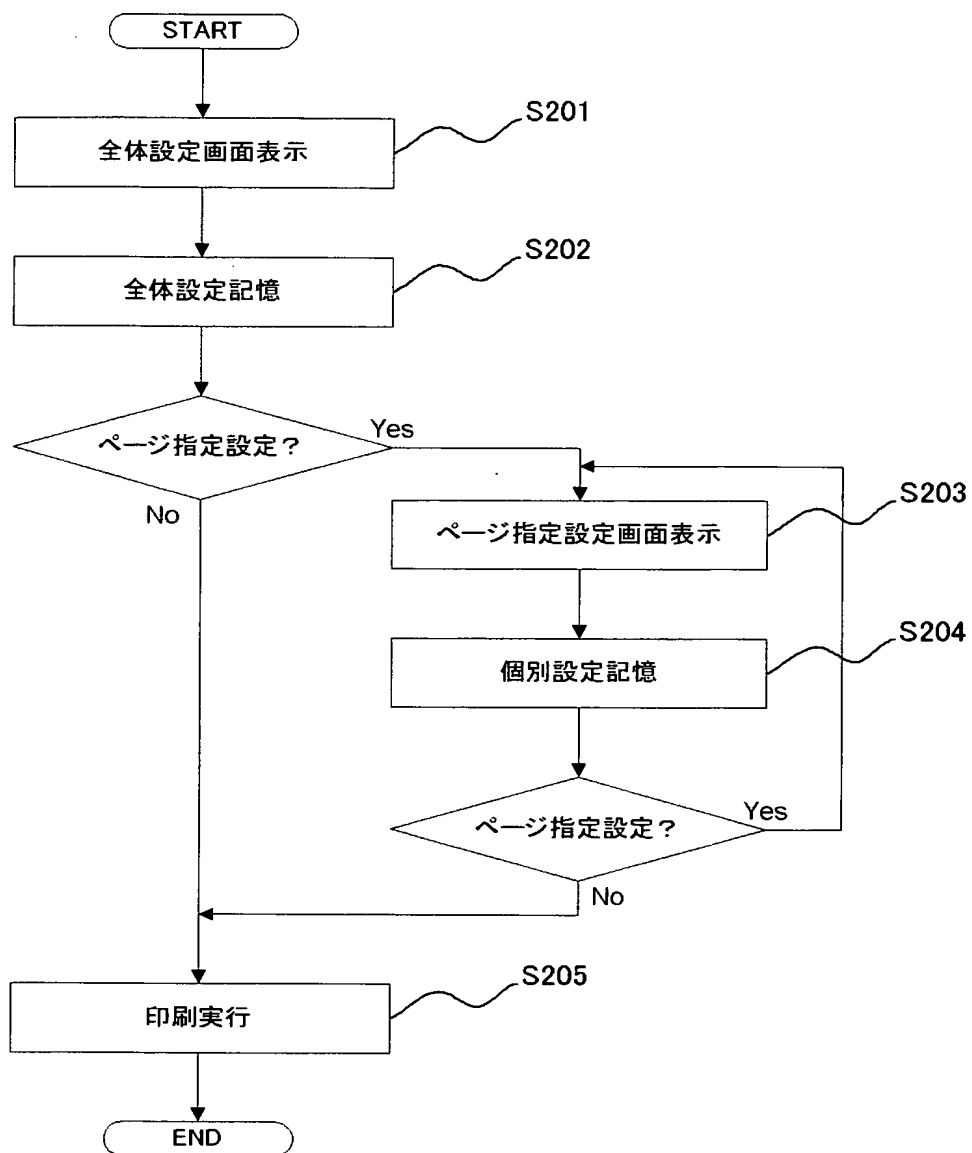 START
S201
全体設定画面表示
S202
全体設定記憶
ページ指定設定？
Yes
No
S203
ページ指定設定画面表示
S204
個別設定記憶
ページ指定設定？
Yes
No
S205
印刷実行
END